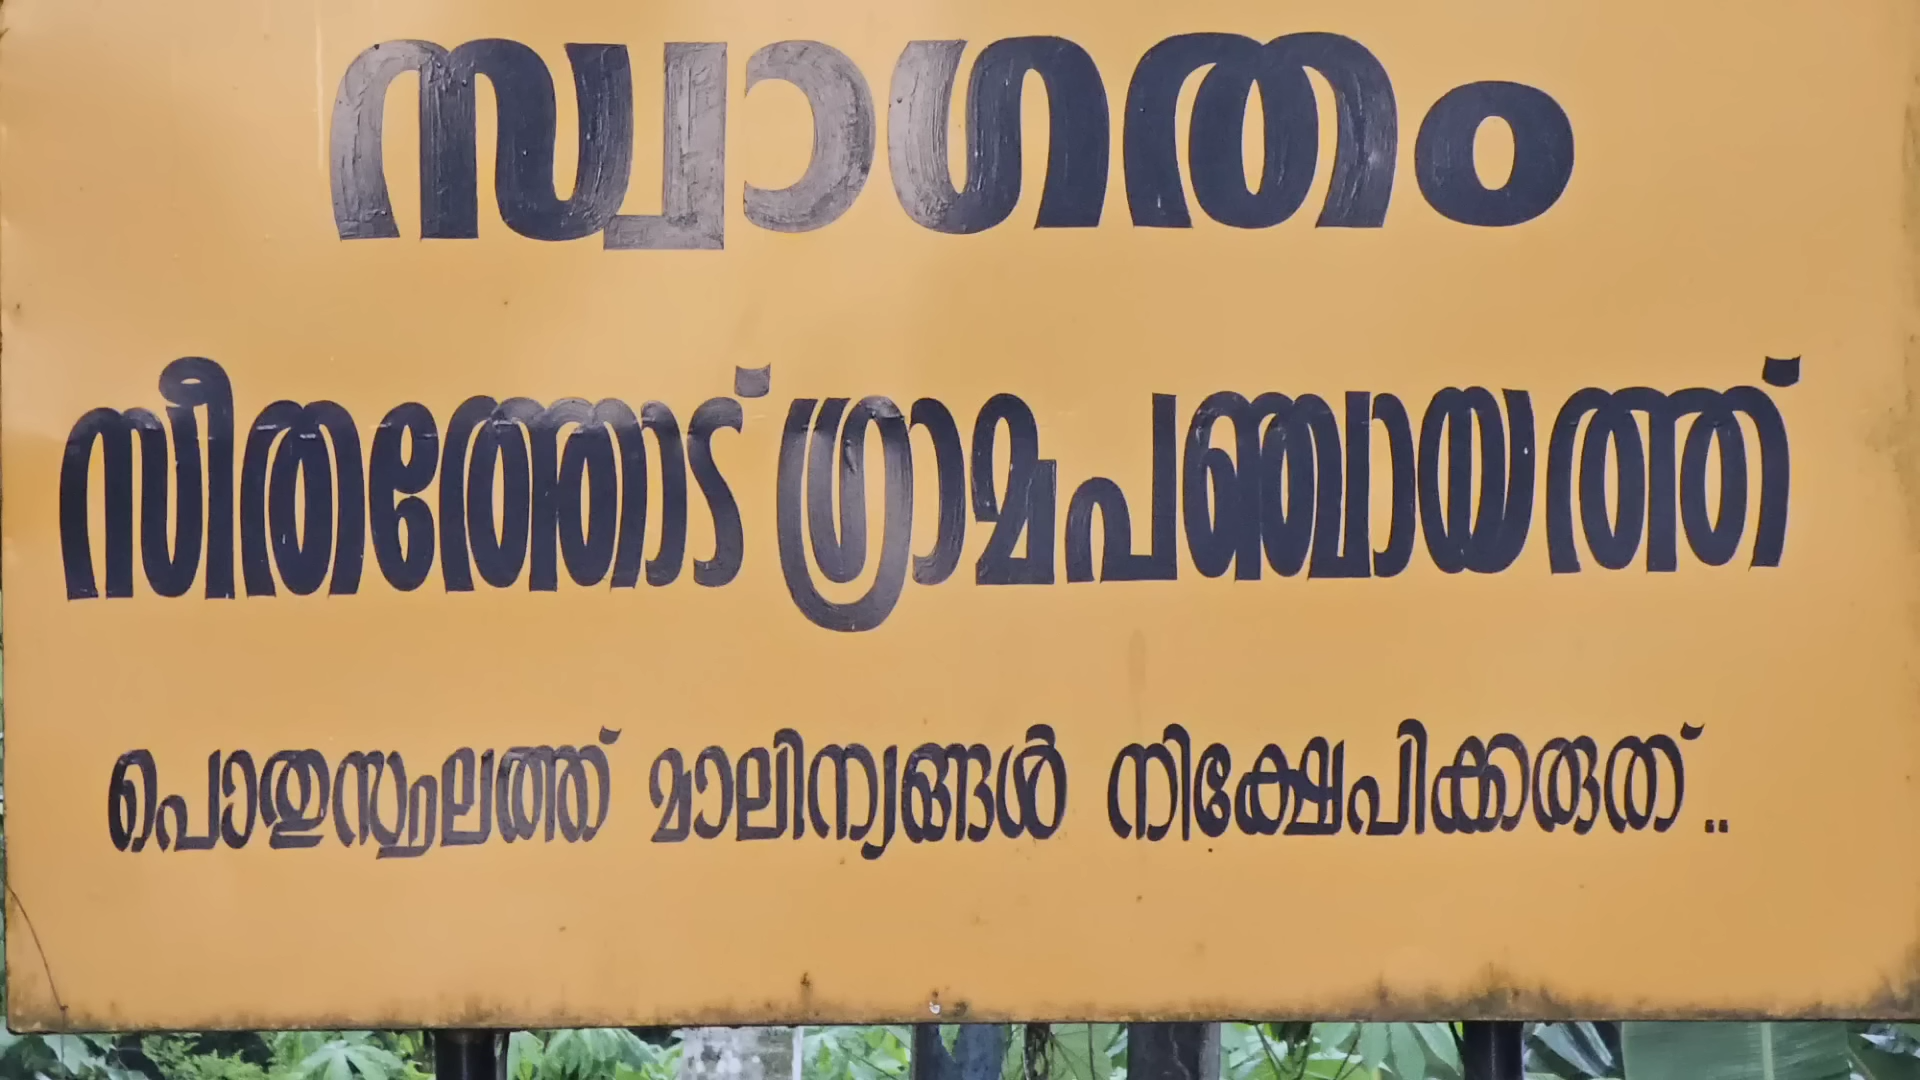 സ്വാഗതം
സീതത്തോട് ഗ്രാമപഞ്ചായത്ത്
പൊതുസ്ഥലത്ത് മാലിന്യങ്ങൾ നിക്ഷേപിക്കരുത്..